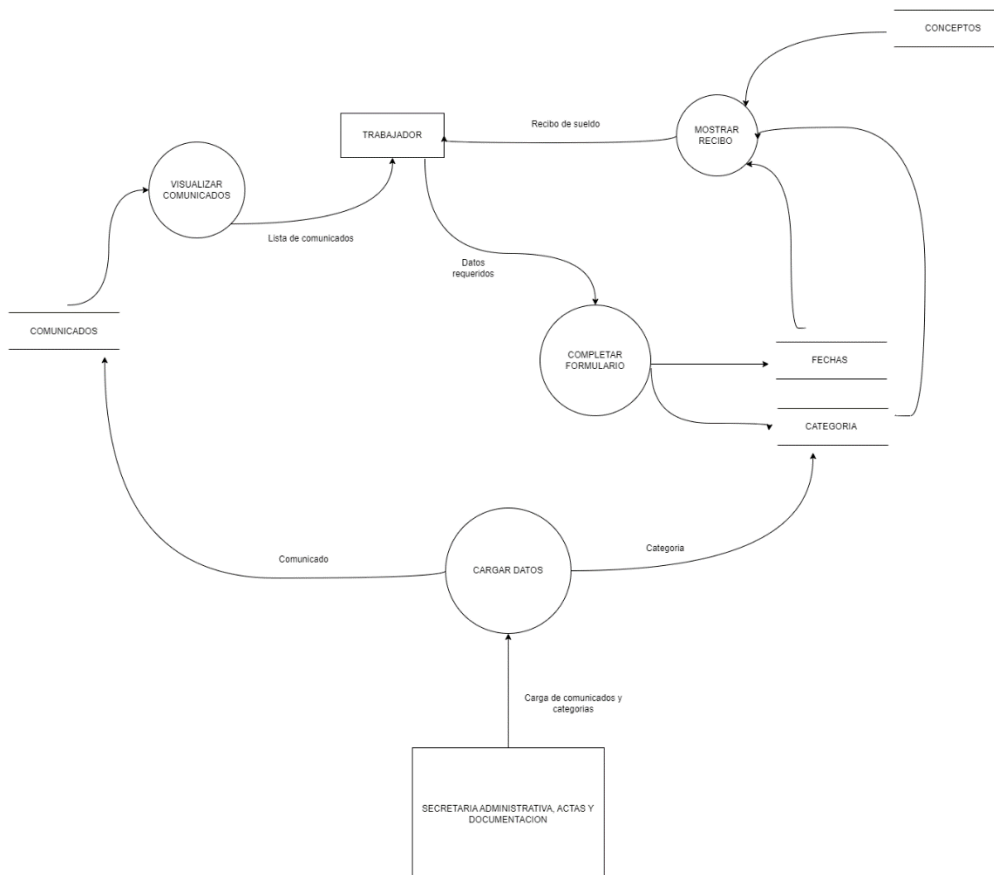 CONCEPTOS
Recibo de sueldo
MOSTRAR
RECIBO
TRABAJADOR
VISUALIZAR
COMUNICADOS
Lista de comunicados
Datos
requeridos
COMUNICADOS
COMPLETAR
FORMULARIO
FECHAS
CATEGORIA
Comunicado
CARGAR DATOS
Categoria
Carga de comunicados y
categorias
SECRETARIA ADMINISTRATIVA, ACTAS Y
DOCUMENTACION